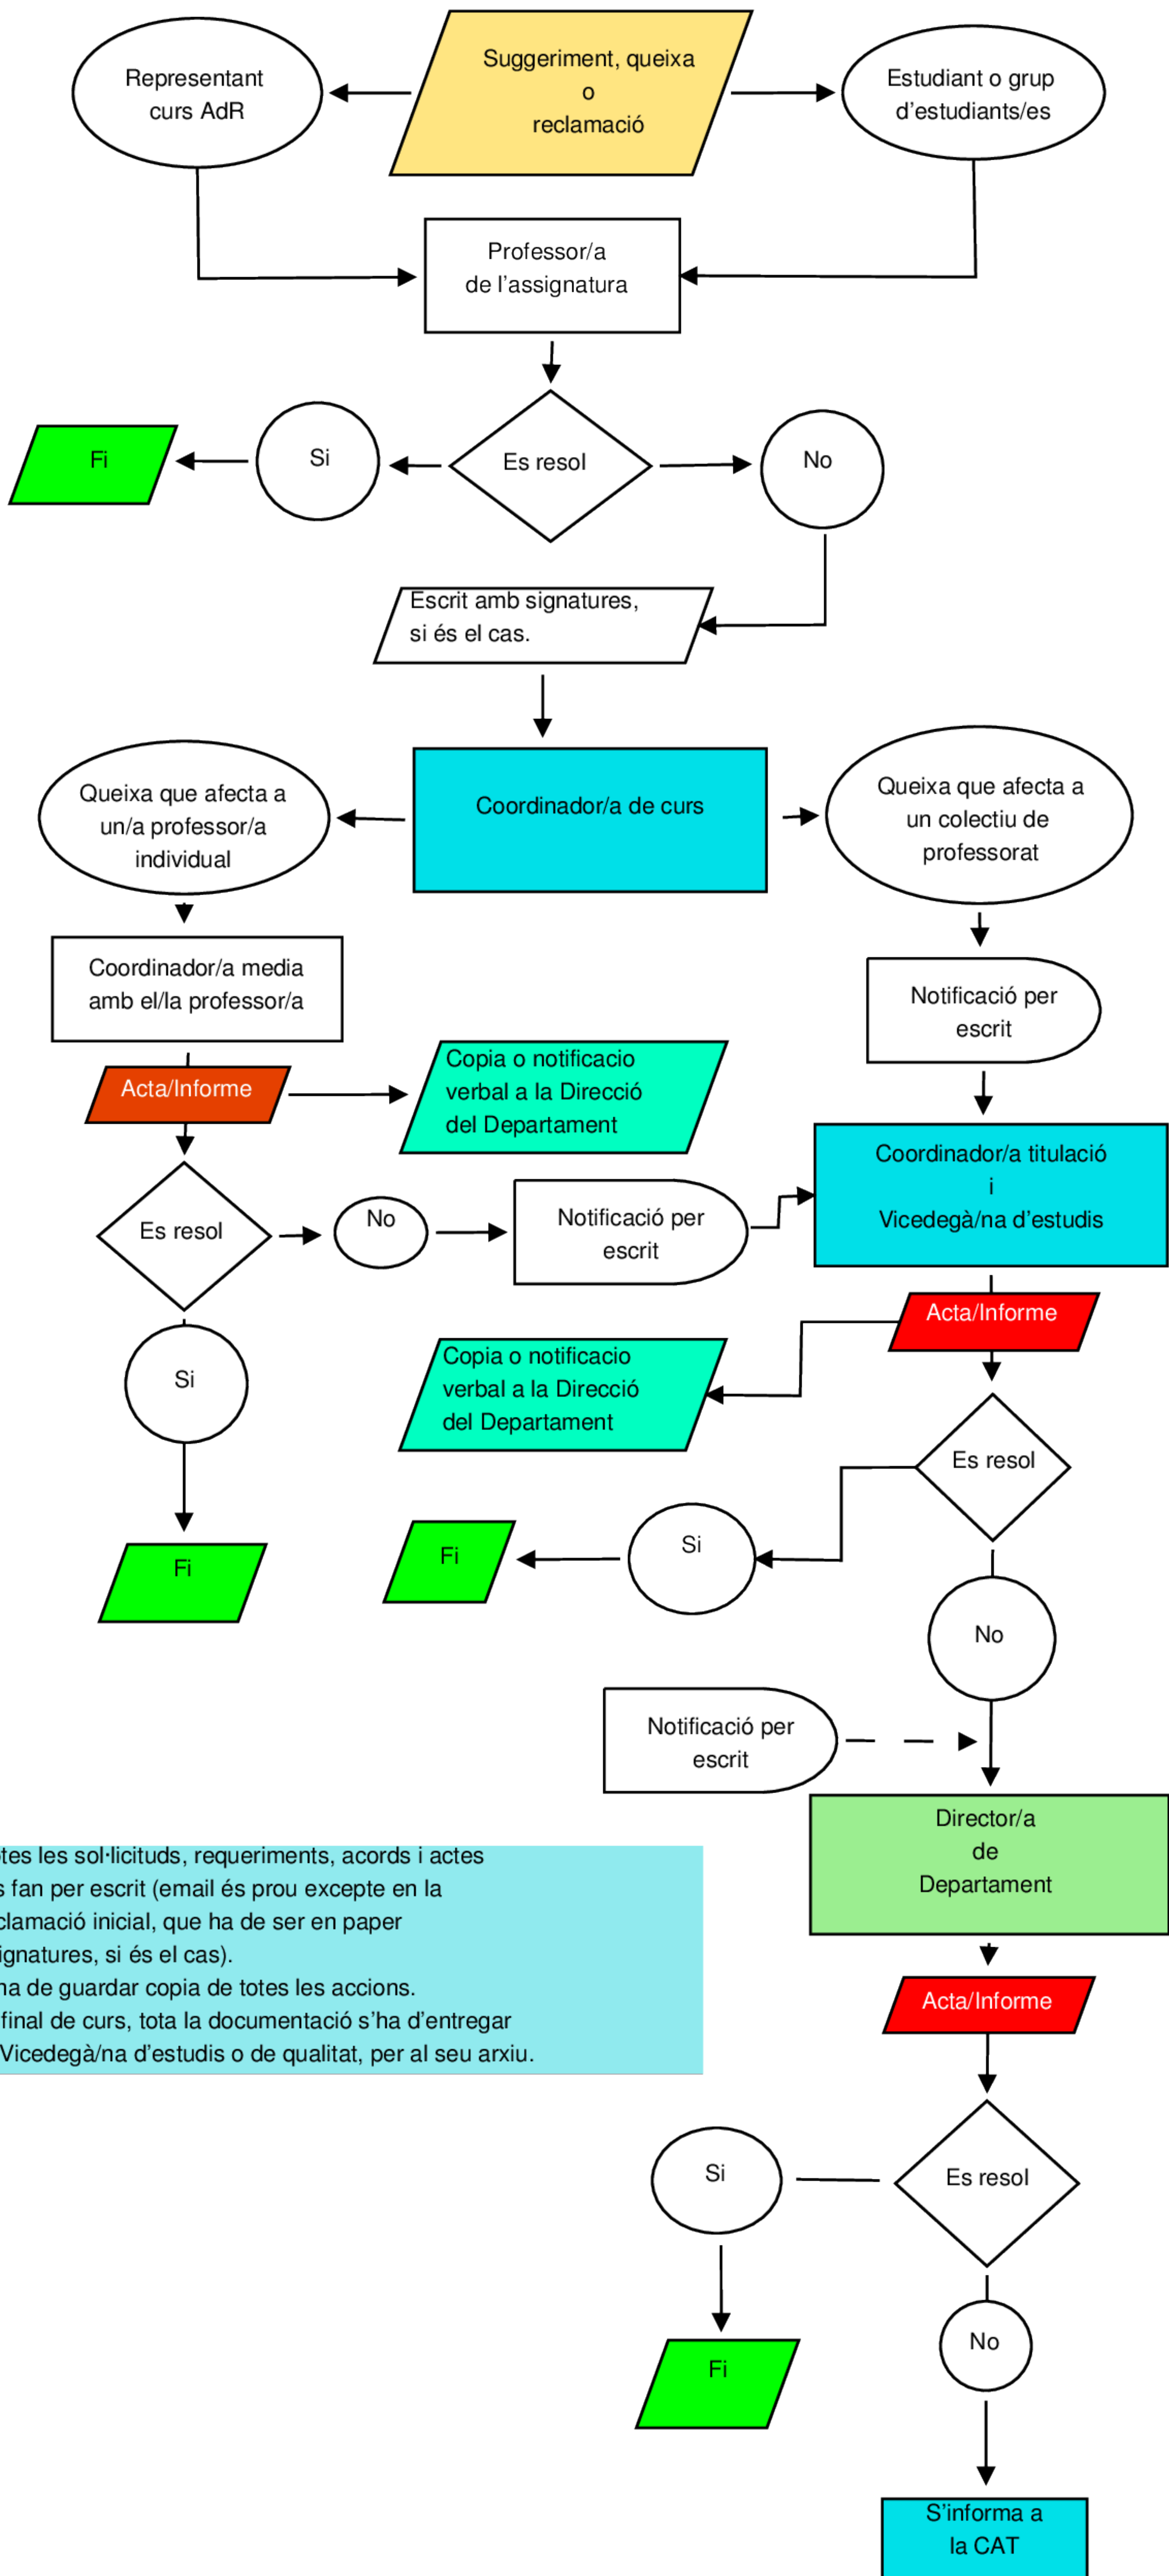 Suggeriment, queixa
o
reclamació
Representant
curs AdR
Estudiant o grup
d’estudiants/es
Professor/a
de l’assignatura
Fi
Si
Es resol
No
Escrit amb signatures,
si és el cas.
Queixa que afecta a
un/a professor/a
individual
Coordinador/a de curs
Queixa que afecta a
un colectiu de
professorat
Coordinador/a media
amb el/la professor/a
Notificació per
escrit
Acta/Informe
Copia o notificacio
verbal a la Direcció
del Departament
Coordinador/a titulació
i
Vicedegà/na d’estudis
Es resol
No
Notificació per
escrit
Acta/Informe
Si
Copia o notificacio
verbal a la Direcció
del Departament
Es resol
Fi
Fi
Si
No
Notificació per
escrit
Director/a
de
Departament
les sol·licituds, requeriments, acords i actes
fan per escrit (email és prou excepte en la
inicial, que ha de ser en paper
si és el cas).
de guardar copia de totes les accions.
final de curs, tota la documentació s’ha d’entregar
Vicedegà/na d’estudis o de qualitat, per al seu arxiu.
Acta/Informe
Si
Es resol
Fi
No
S’informa a
la CAT